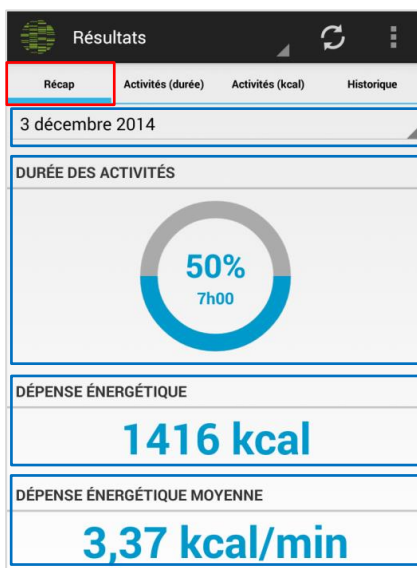 Résultats
Récap Activités (durée) Activités (kcal) Historique
3 décembre 2014
DURÉE DES ACTIVITÉS
50%
7h00
DÉPENSE ÉNERGÉTIQUE
1416 kcal
DÉPENSE ÉNERGÉTIQUE MOYENNE
3,37 kcal/min